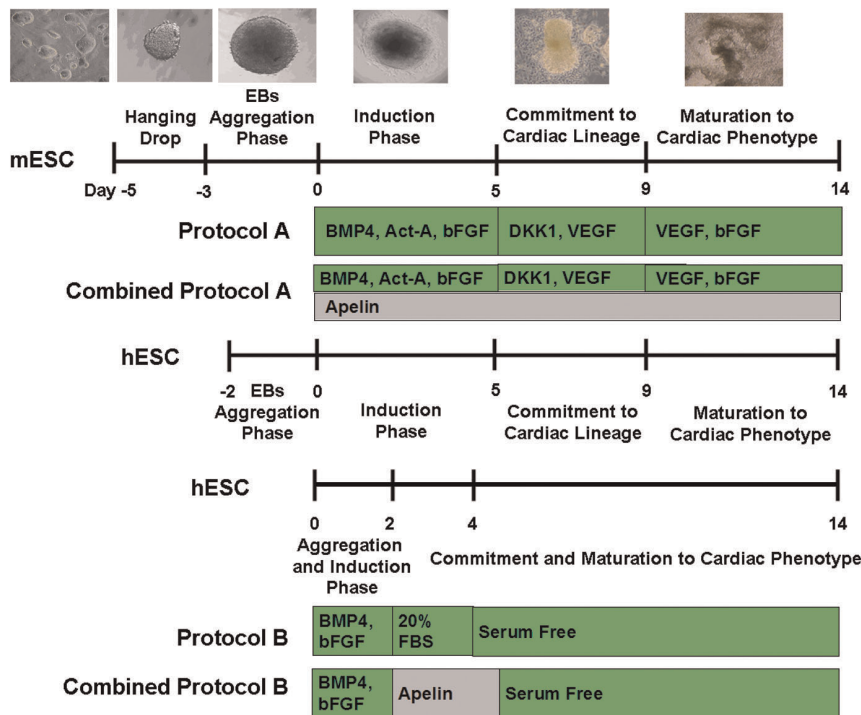 Hanging
Drop
EBs
Aggregation
Phase
Induction
Phase
Commitment to
Cardiac Lineage
Maturation to
Cardiac Phenotype
mESC
Day -5
-3
0
5
9
14
Protocol A
BMP4, Act-A, bFGF
DKK1, VEGF
VEGF, bFGF
Combined Protocol A
BMP4, Act-A, bFGF
DKK1, VEGF
VEGF, bFGF
Apelin
hESC
-2
0
5
9
14
EBs
Aggregation
Phase
Induction
Phase
Commitment to
Cardiac Lineage
Maturation to
Cardiac Phenotype
hESC
0
2
4
14
Aggregation
and Induction
Phase
Commitment and Maturation to Cardiac Phenotype
Protocol B
BMP4,
bFGF
20%
FBS
Serum Free
Combined Protocol B
BMP4,
bFGF
Apelin
Serum Free